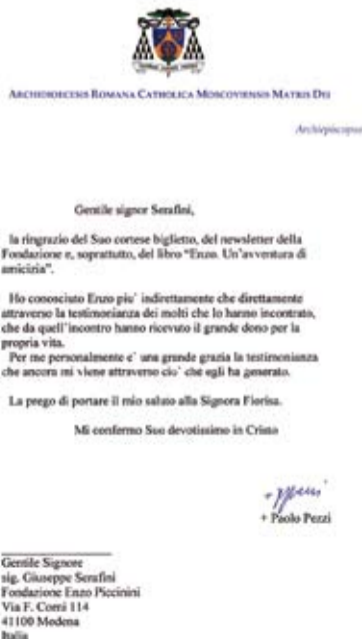 ARCHIDIOECESIS ROMANA CATHOLICA MOSCOVIENSIS MATRIS DEI
Archiepiscopus
Gentile signor Serafini,
la ringrazio del Suo cortese biglietto, del newsletter della
Fondazione e, soprattutto, del libro "Enzo. Un'avventura di
amicizia".
Ho conosciuto Enzo piu' indirettamente che direttamente
attraverso la testimonianza dei molti che lo hanno incontrato,
che da quell'incontro hanno ricevuto il grande dono per la
propria vita.
Per me personalmente e' una grande grazia la testimonianza
che ancora mi viene attraverso cio' che egli ha generato.
La prego di portare il mio saluto alla Signora Fiorisa.
Mi confermo Suo devotissimo in Cristo
+ Paolo Pezzi
Gentile Signore
sig. Giuseppe Serafini
Fondazione Enzo Piccinini
Via F. Corni 114
41100 Modena
Italia